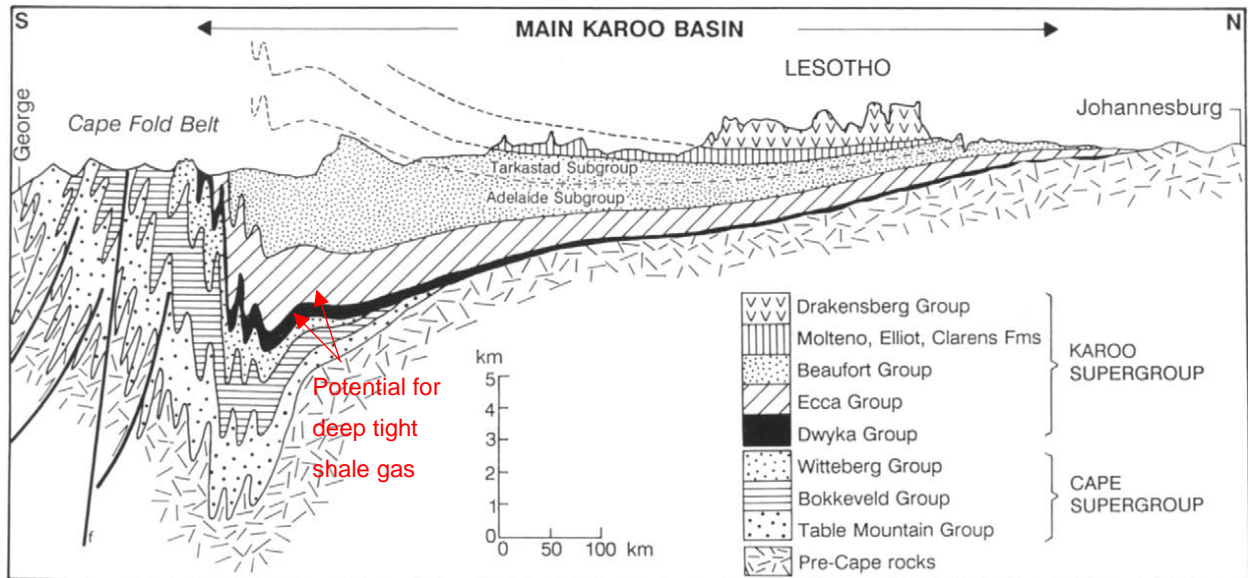 S
MAIN KAROO BASIN
N
LESOTHO
George
Cape Fold Belt
Johannesburg
Tarkastad Subgroup
Adelaide Subgroup
Potential for
deep tight
shale gas
km
5
4
3
2
1
0
0 50 100 km
f
Drakensberg Group
Molteno, Elliot, Clarens Fms
Beaufort Group
Ecca Group
Dwyka Group
KAROO
SUPERGROUP
Witteberg Group
Bokkeveld Group
Table Mountain Group
CAPE
SUPERGROUP
Pre-Cape rocks